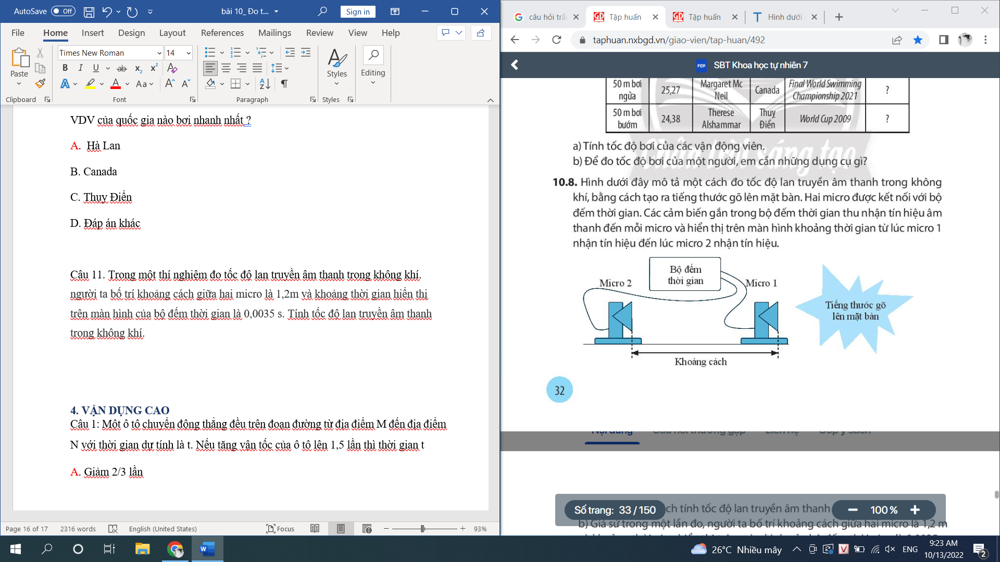 AutoSave Off bài 10_ Đo t... Sign in
File Home Insert Design Layout References Mailings Review View Help
Times New Roman 14
Paste Styles Editing
Clipboard Font Paragraph Styles
VDV của quốc gia nào bơi nhanh nhất ?
A. Hà Lan
B. Canada
C. Thụy Điển
D. Đáp án khác
Câu 11. Trong một thí nghiệm đo tốc độ lan truyền âm thanh trong không khí.
người ta bố trí khoảng cách giữa hai micro là 1,2m và khoảng thời gian hiển thi
trên màn hình của bộ đếm thời gian là 0,0035 s. Tính tốc độ lan truyền âm thanh
trong không khí.
4. VẬN DỤNG CAO
Câu 1: Một ô tô chuyển động thẳng đều trên đoạn đường từ địa điểm M đến địa điểm
N với thời gian dự tính là t. Nếu tăng vận tốc của ô tô lên 1,5 lần thì thời gian t
A. Giảm 2/3 lần
Page 16 of 17 2316 words English (United States) Focus 93%
câu hỏi trắ Tập huấn Tập huấn Hình dưới
taphuan.nxbgd.vn/giao-vien/tap-huan/492
PDF SBT Khoa học tự nhiên 7
50 m bơi ngửa 25,27 Margaret Mc Neil Canada Final World Swimming Championship 2021 ?
50 m bơi bướm 24,38 Therese Alshammar Thuỵ Điển World Cup 2009 ?
Chân trời sáng tạo
a) Tính tốc độ bơi của các vận động viên.
b) Để đo tốc độ bơi của một người, em cần những dụng cụ gì?
10.8. Hình dưới đây mô tả một cách đo tốc độ lan truyền âm thanh trong không
khí, bằng cách tạo ra tiếng thước gõ lên mặt bàn. Hai micro được kết nối với bộ
đếm thời gian. Các cảm biến gắn trong bộ đếm thời gian thu nhận tín hiệu âm
thanh đến mỗi micro và hiển thị trên màn hình khoảng thời gian từ lúc micro 1
nhận tín hiệu đến lúc micro 2 nhận tín hiệu.
Bộ đếm
thời gian
Micro 2
Micro 1
Tiếng thước gõ
lên mặt bàn
Khoảng cách
32
Nội dung Câu hỏi thường gặp Liên hệ Góp ý sách
Số trang: 33 / 150 ch tính tốc độ lan truyền âm thanh 100 %
b) Giả sử trong một lần đo, người ta bố trí khoảng cách giữa hai micro là 1,2 m
26°C Nhiều mây ENG 9:23 AM
10/13/2022 2